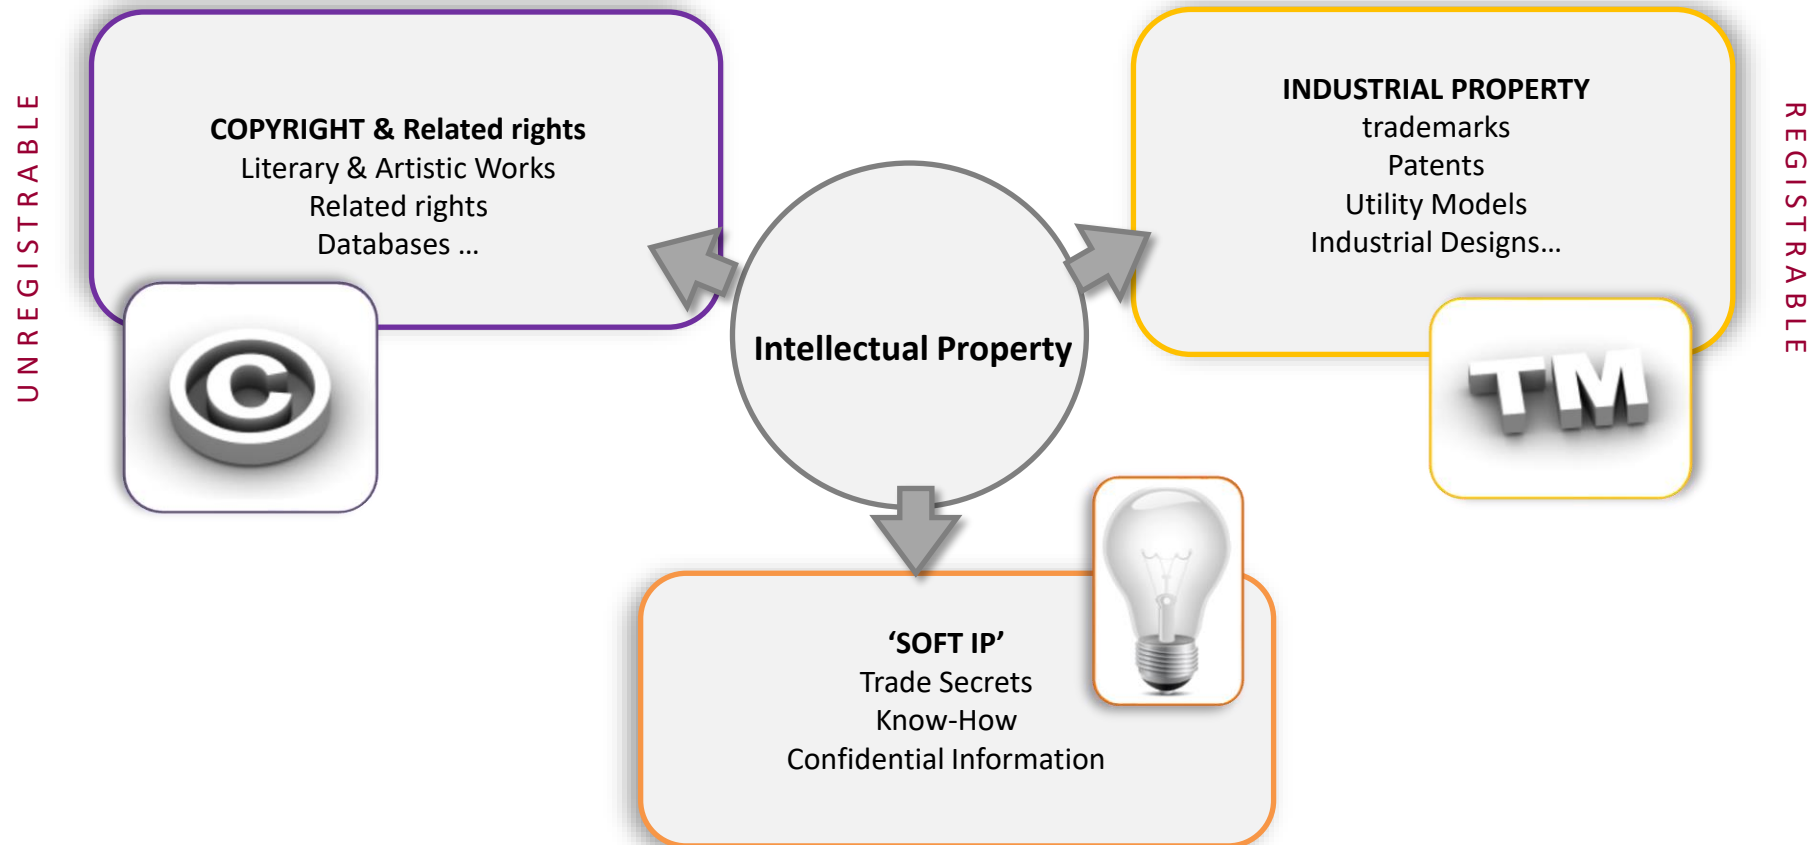 UNREGISTRABLE
COPYRIGHT & Related rights
Literary & Artistic Works
Related rights
Databases ...
©
INDUSTRIAL PROPERTY
trademarks
Patents
Utility Models
Industrial Designs...
TM
REGISTRABLE
Intellectual Property
‘SOFT IP’
Trade Secrets
Know-How
Confidential Information